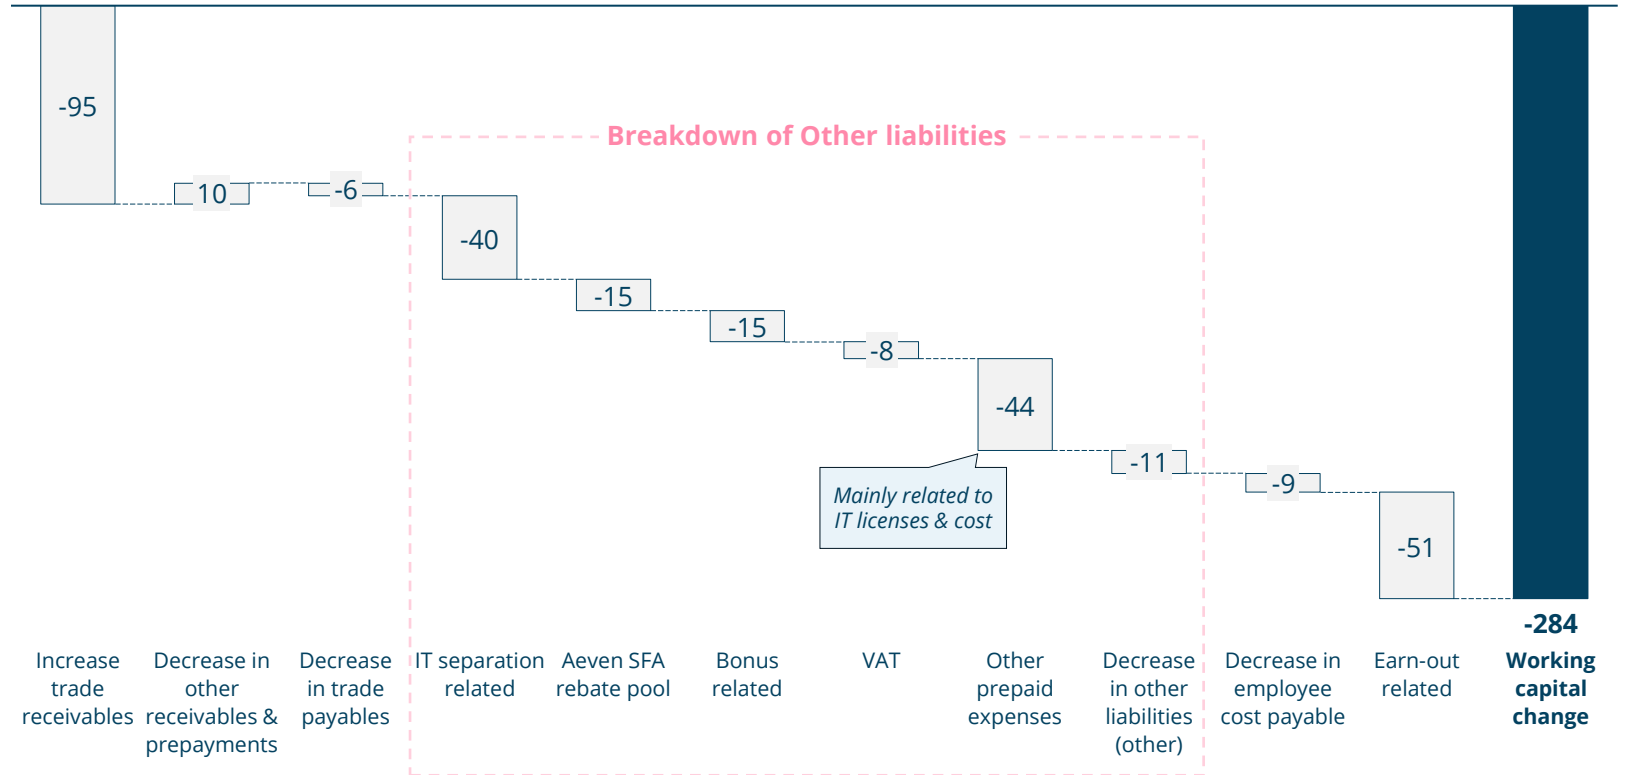 -95
Breakdown of Other liabilities
10
-6
-40
-15
-15
-8
-44
-11
-9
Mainly related to
IT licenses & cost
-51
-284
Increase
trade
receivables
Decrease in
other
receivables &
prepayments
Decrease
in trade
payables
IT separation
related
Aeven SFA
rebate pool
Bonus
related
VAT
Other
prepaid
expenses
Decrease
in other
liabilities
(other)
Decrease in
employee
cost payable
Earn-out
related
Working
capital
change